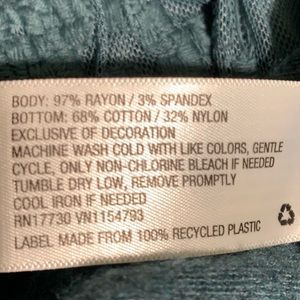 BODY: 97% RAYON / 3% SPANDEX
BOTTOM: 68% COTTON / 32% NYLON
EXCLUSIVE OF DECORATION
MACHINE WASH COLD WITH LIKE COLORS, GENTLE
CYCLE, ONLY NON-CHLORINE BLEACH IF NEEDED
TUMBLE DRY LOW, REMOVE PROMPTLY
COOL IRON IF NEEDED
RN17730 VN1154793
LABEL MADE FROM 100% RECYCLED PLASTIC